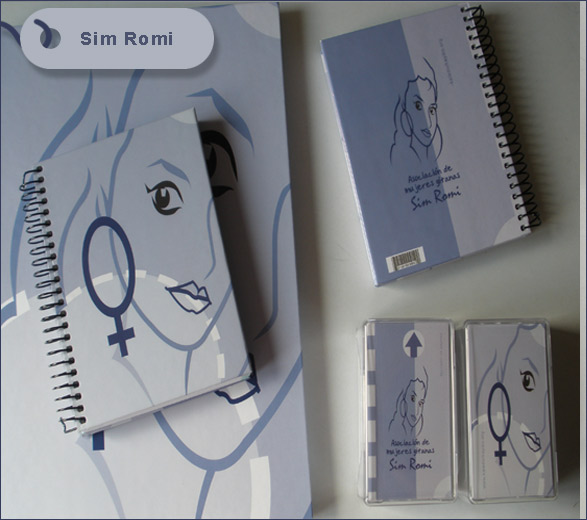 Sim Romi
Asociación de
mujeres gitanas
Sim Romi
Asociación de
mujeres gitanas
Sim Romi